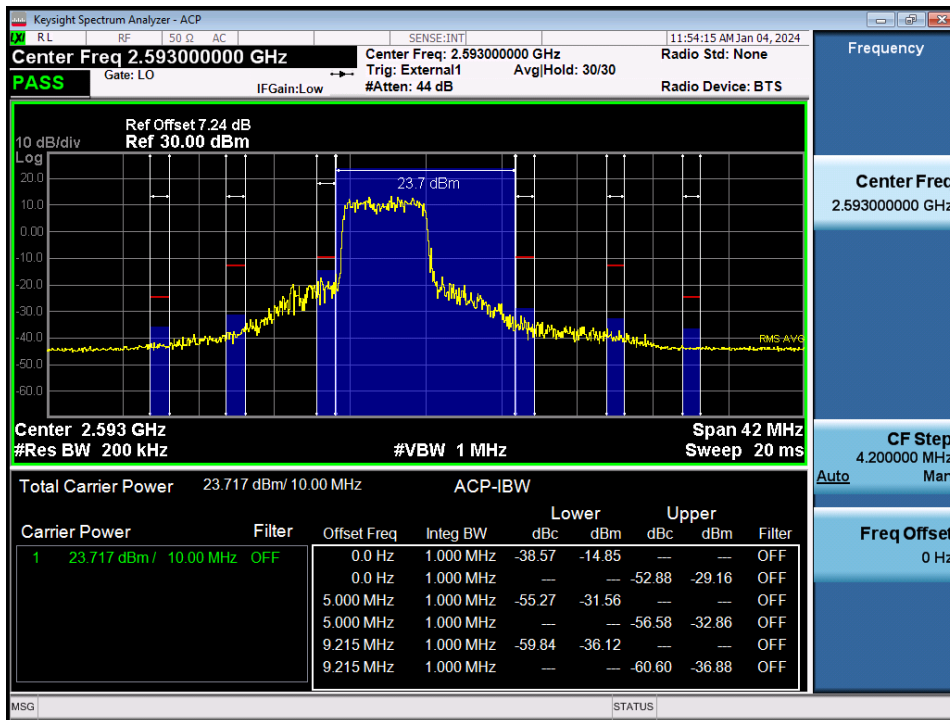 Keysight Spectrum Analyzer - ACP
LXI RL RF 50 Ω AC SENSE:INT 11:54:15 AM Jan 04, 2024
Center Freq 2.593000000 GHz
Center Freq: 2.593000000 GHz Radio Std: None
PASS Gate: LO Trig: External1 Avg|Hold: 30/30
IFGain:Low #Atten: 44 dB Radio Device: BTS
Ref Offset 7.24 dB
10 dB/div Ref 30.00 dBm
Log
20.0
10.0
0.00
-10.0
-20.0
-30.0
-40.0
-50.0
-60.0
23.7 dBm
RMS AVG
Center 2.593 GHz Span 42 MHz
#Res BW 200 kHz #VBW 1 MHz Sweep 20 ms
Total Carrier Power 23.717 dBm/ 10.00 MHz ACP-IBW
Lower Upper
Carrier Power Filter Offset Freq Integ BW dBc dBm dBc dBm Filter
1 23.717 dBm / 10.00 MHz OFF 0.0 Hz 1.000 MHz -38.57 -14.85 --- --- OFF
0.0 Hz 1.000 MHz --- --- -52.88 -29.16 OFF
5.000 MHz 1.000 MHz -55.27 -31.56 --- --- OFF
5.000 MHz 1.000 MHz --- --- -56.58 -32.86 OFF
9.215 MHz 1.000 MHz -59.84 -36.12 --- --- OFF
9.215 MHz 1.000 MHz --- --- -60.60 -36.88 OFF
MSG STATUS
Frequency
Center Freq
2.593000000 GHz
CF Step
4.200000 MHz
Auto Man
Freq Offset
0 Hz